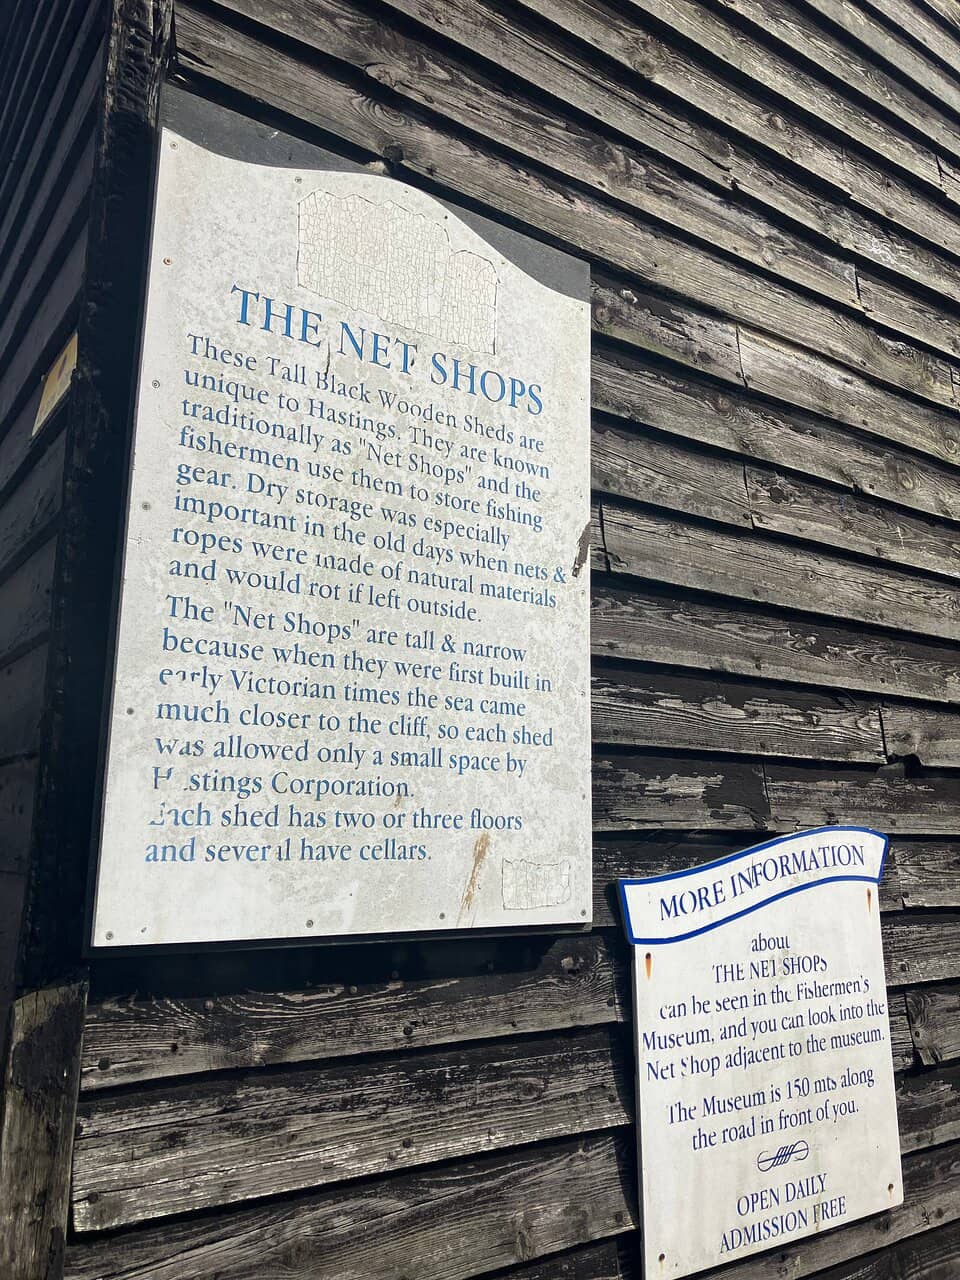 THE NET SHOPS
These Tall Black Wooden Sheds are
unique to Hastings. They are known
traditionally as "Net Shops" and the
fishermen use them to store fishing
gear. Dry storage was especially
important in the old days when nets &
ropes were made of natural materials
and would rot if left outside.
The "Net Shops" are tall & narrow
because when they were first built in
early Victorian times the sea came
much closer to the cliff, so each shed
was allowed only a small space by
Hastings Corporation.
Each shed has two or three floors
and several have cellars.
MORE INFORMATION
about
THE NET SHOPS
can be seen in the Fishermen's
Museum, and you can look into the
Net Shop adjacent to the museum.
The Museum is 150 mts along
the road in front of you.
OPEN DAILY
ADMISSION FREE